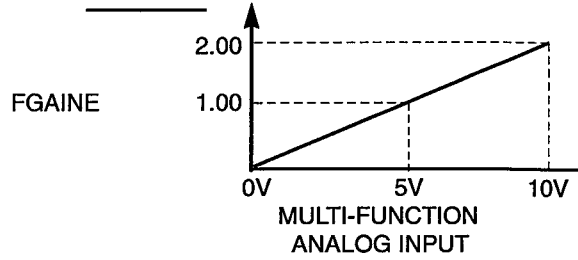 2.00
FGAINE
1.00
0V
5V
10V
MULTI-FUNCTION
ANALOG INPUT